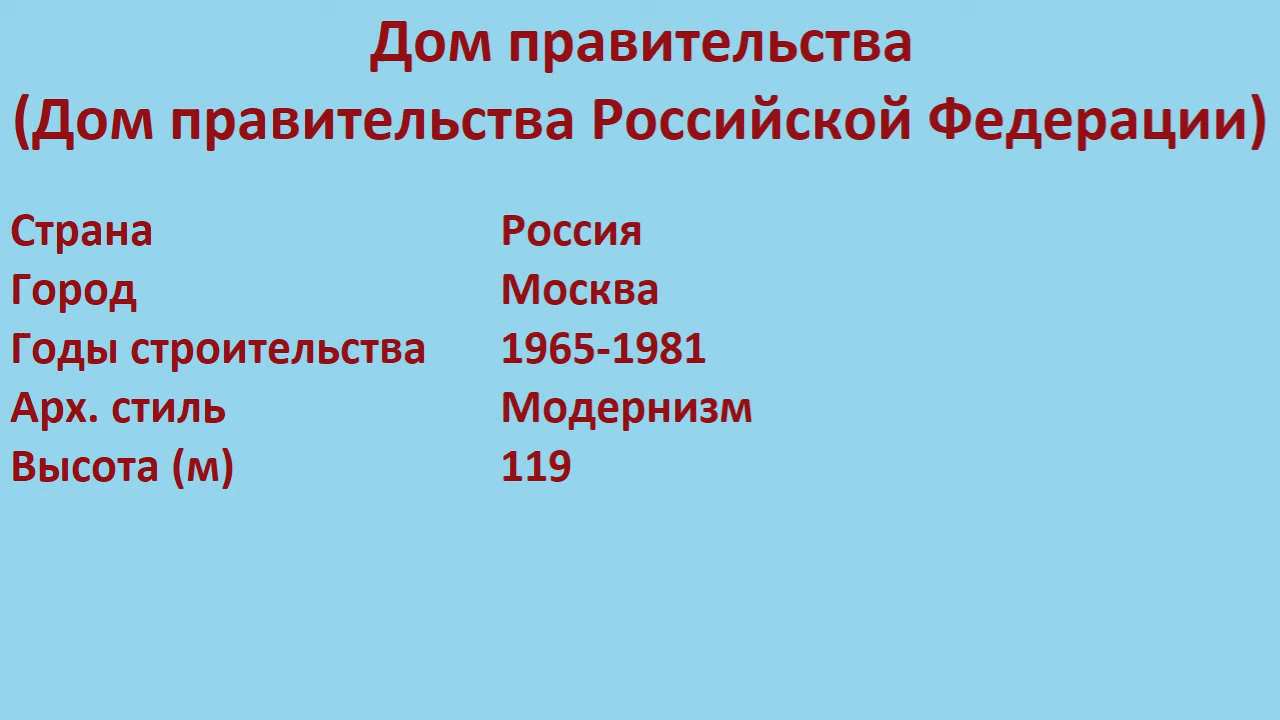 Дом правительства
(Дом правительства Российской Федерации)
Страна Россия
Город Москва
Годы строительства 1965-1981
Арх. стиль Модернизм
Высота (м) 119